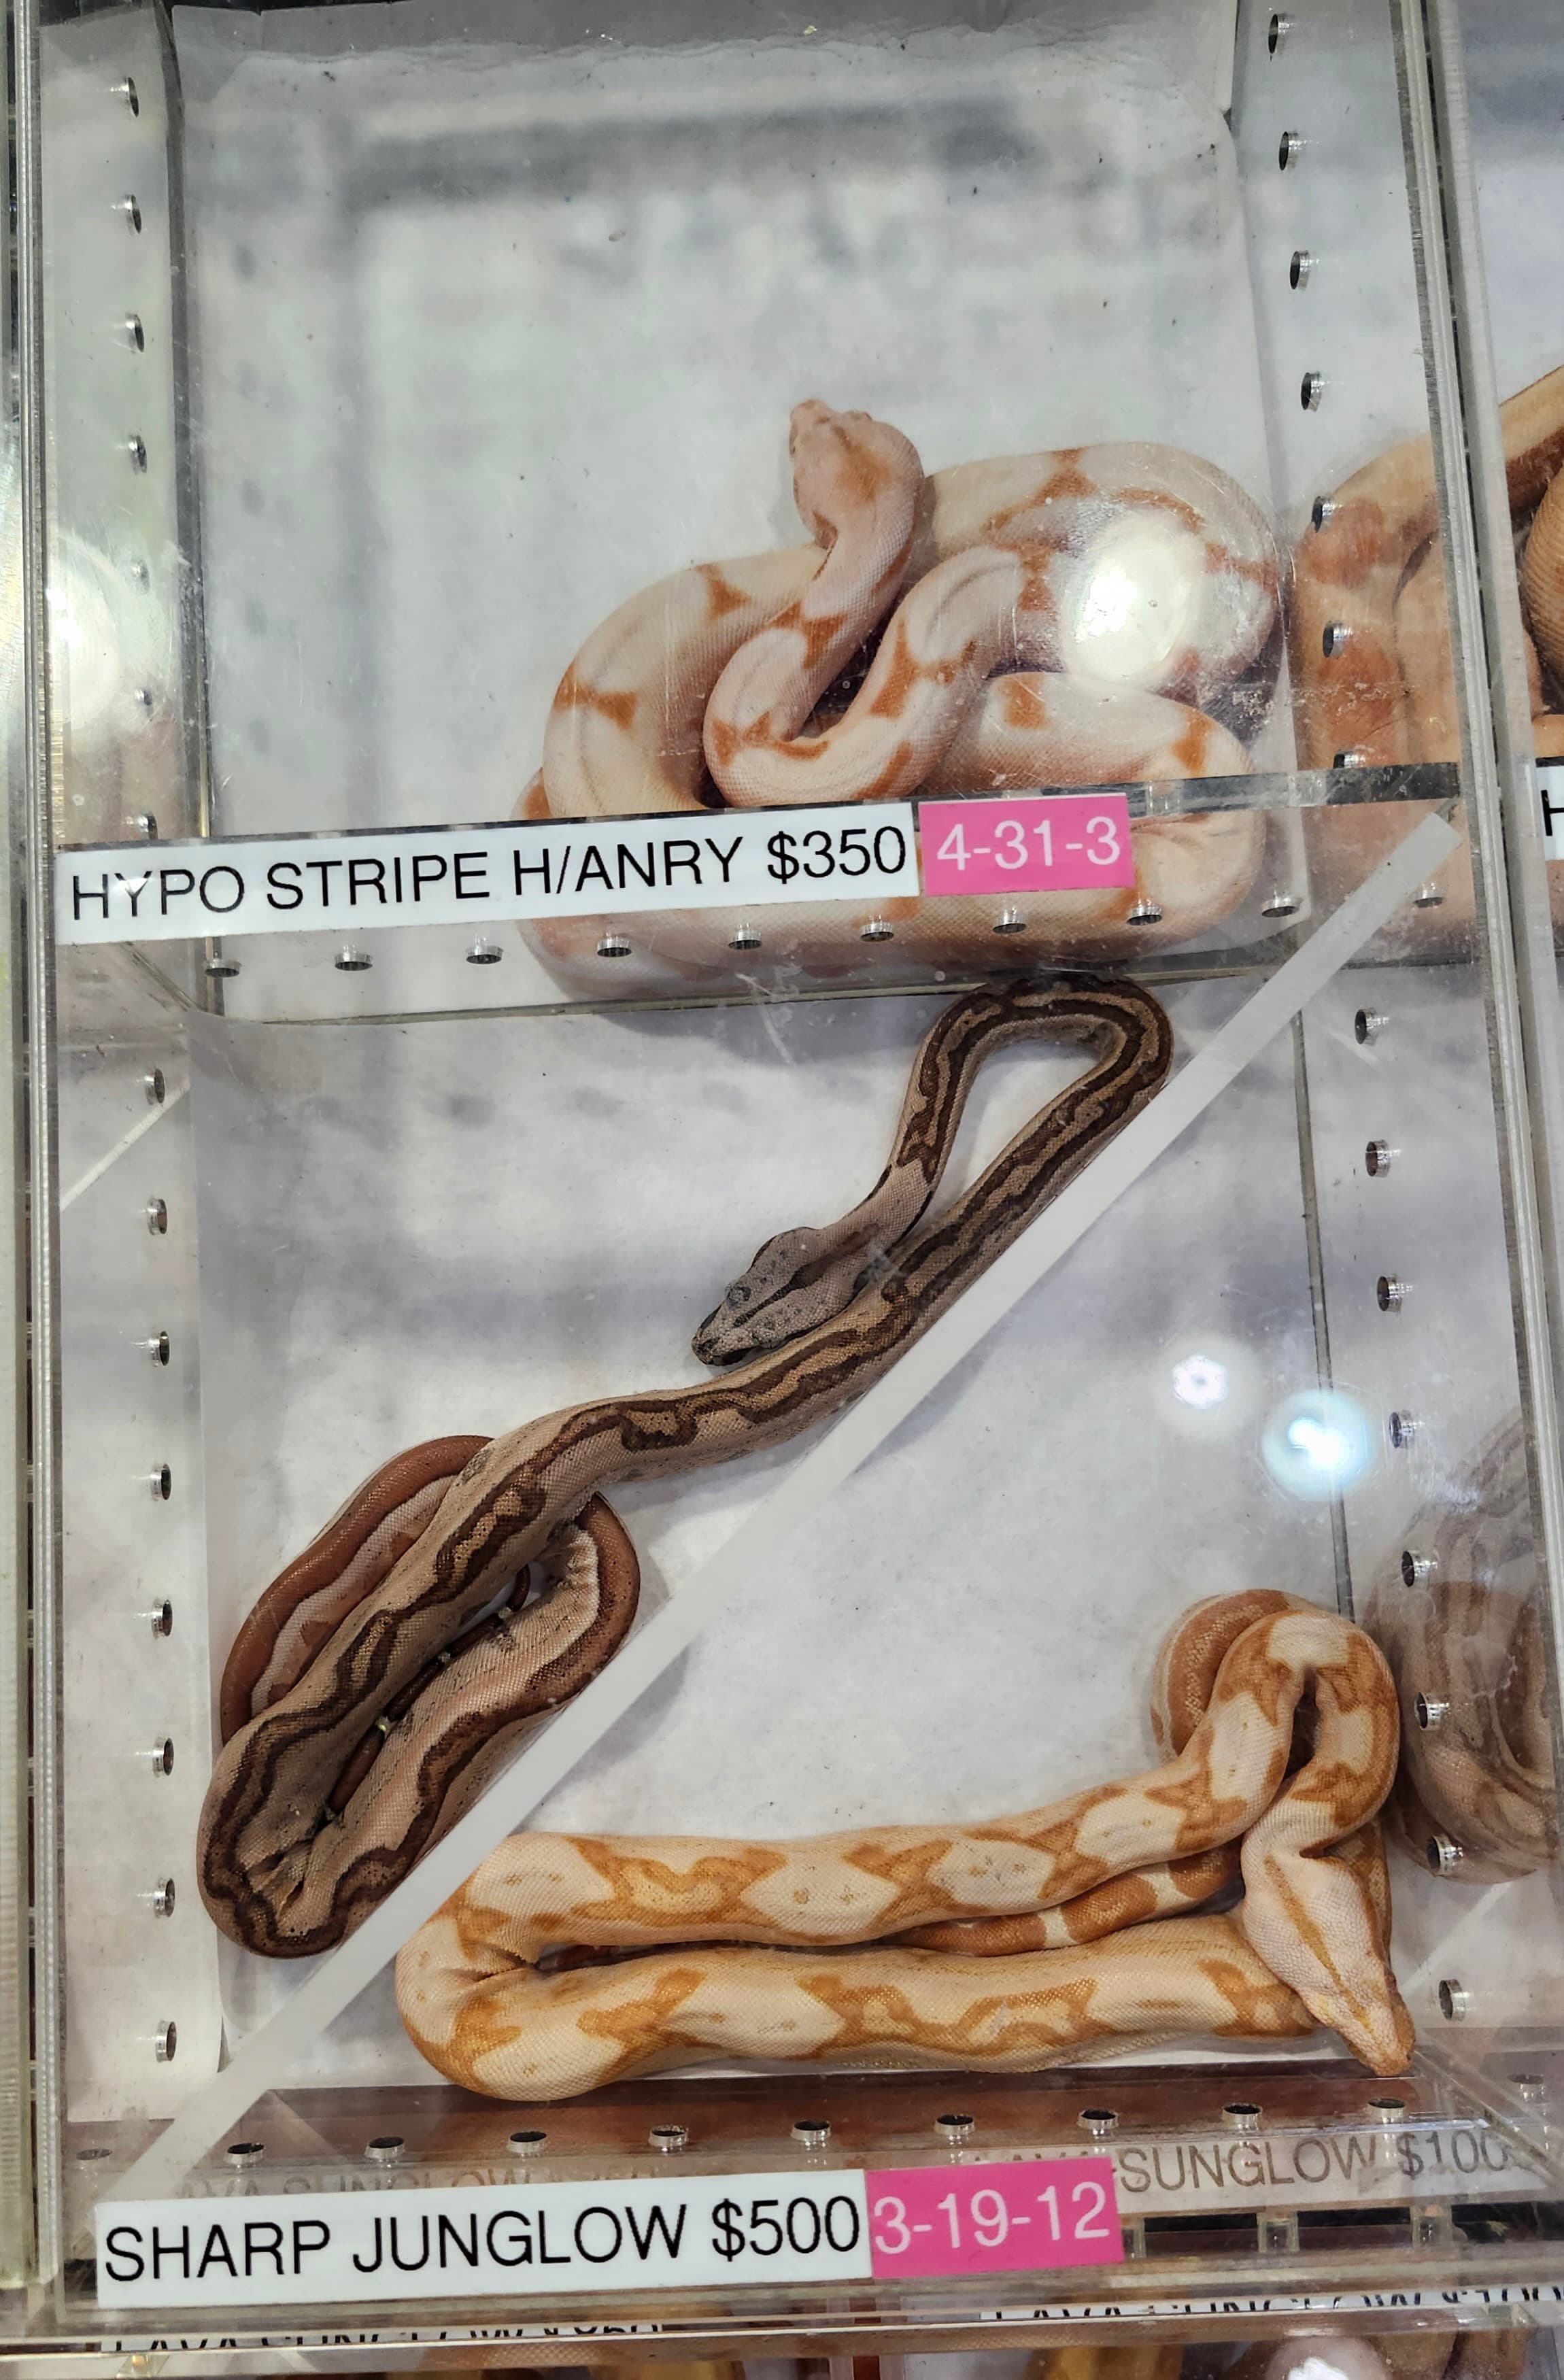 HYPO STRIPE H/ANRY $350 4-31-3
H
SUNGLOW $100
SHARP JUNGLOW $500 3-19-12